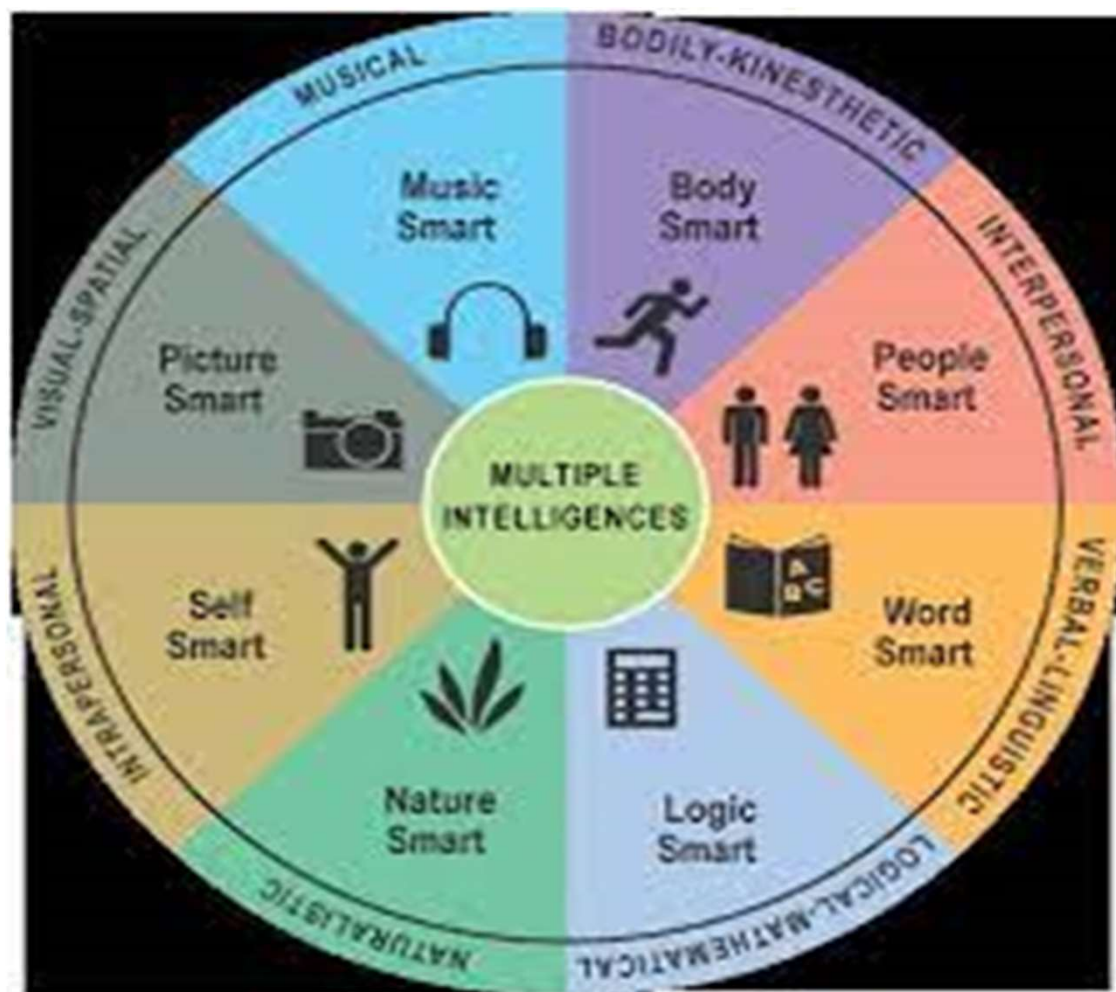 MUSICAL
BODILY-KINESTHETIC
INTERPERSONAL
VERBAL-LINGUISTIC
LOGICAL-MATHEMATICAL
NATURALISTIC
INTRAPERSONAL
VISUAL-SPATIAL
Music
Smart
Body
Smart
People
Smart
Word
Smart
Logic
Smart
Nature
Smart
Self
Smart
Picture
Smart
MULTIPLE
INTELLIGENCES